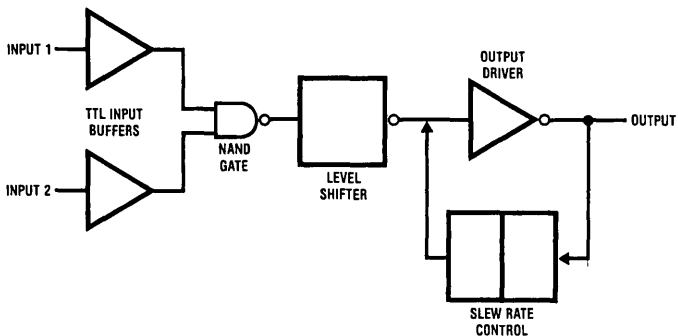 INPUT 1
TTL INPUT
BUFFERS
INPUT 2
NAND
GATE
LEVEL
SHIFTER
OUTPUT
DRIVER
OUTPUT
SLEW RATE
CONTROL